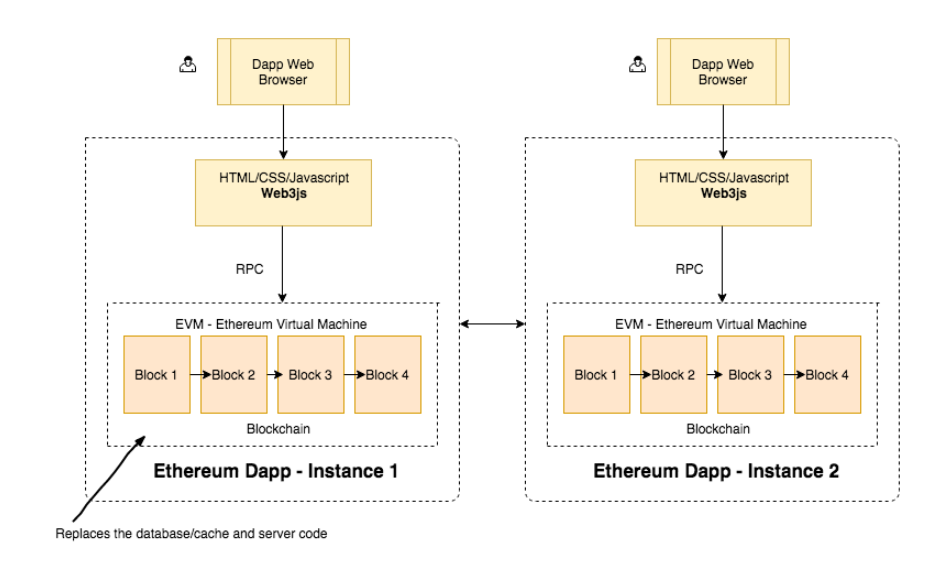 Dapp Web
Browser
Dapp Web
Browser
HTML/CSS/Javascript
Web3js
HTML/CSS/Javascript
Web3js
RPC
RPC
EVM - Ethereum Virtual Machine
EVM - Ethereum Virtual Machine
Block 1
Block 2
Block 3
Block 4
Block 1
Block 2
Block 3
Block 4
Blockchain
Blockchain
Ethereum Dapp - Instance 1
Ethereum Dapp - Instance 2
Replaces the database/cache and server code